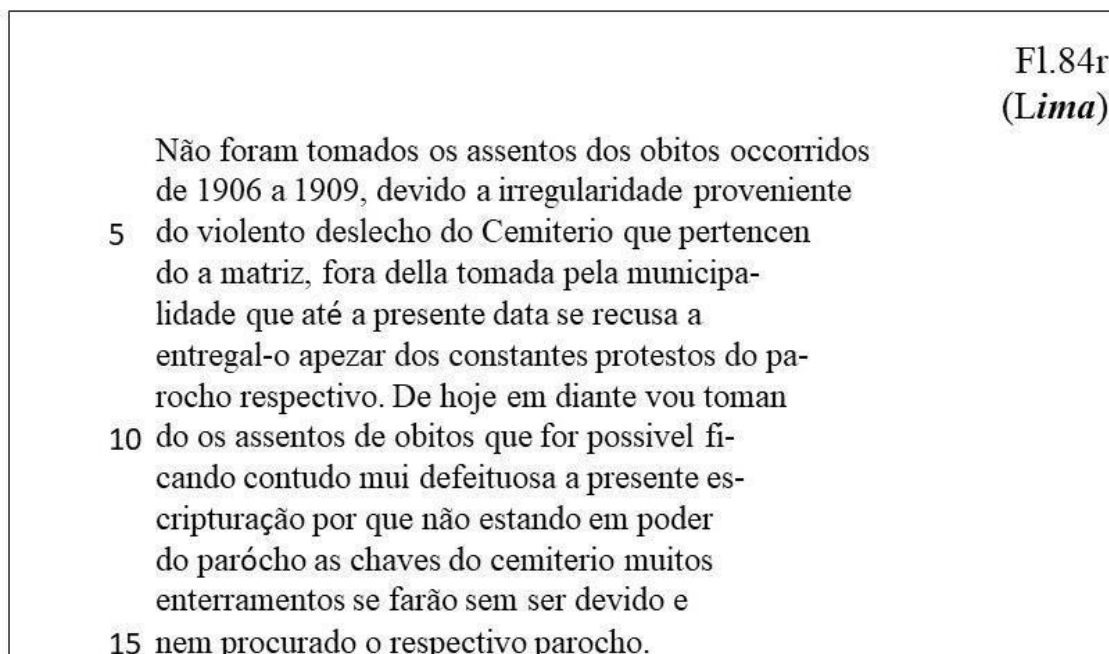 Fl.84r
(Lima)
Não foram tomados os assentos dos obitos occorridos
de 1906 a 1909, devido a irregularidade proveniente
5 do violento deslecho do Cemiterio que pertencen
do a matriz, fora della tomada pela municipa-
lidade que até a presente data se recusa a
entregal-o apezar dos constantes protestos do pa-
rocho respectivo. De hoje em diante vou toman
10 do os assentos de obitos que for possivel fi-
cando contudo mui defeituosa a presente es-
cripturação por que não estando em poder
do parócho as chaves do cemiterio muitos
enterramentos se farão sem ser devido e
15 nem procurado o respectivo parocho.